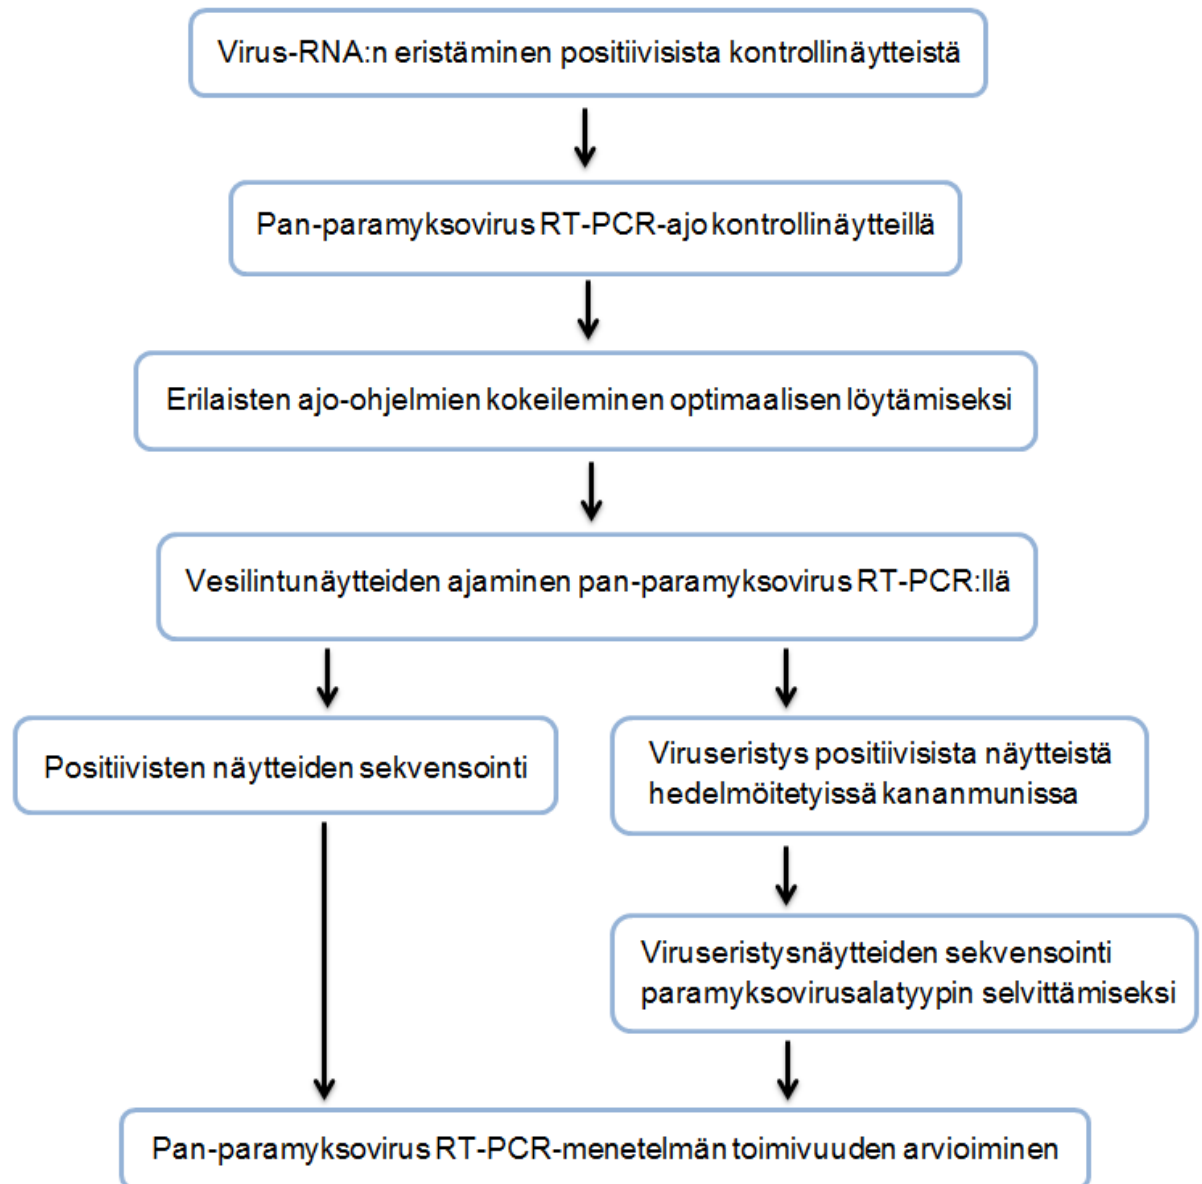 Virus-RNA:n eristäminen positiivisista kontrollinäytteistä
Pan-paramyksovirus RT-PCR-ajo kontrollinäytteillä
Erilaisten ajo-ohjelmien kokeileminen optimaalisen löytämiseksi
Vesilintunäytteiden ajaminen pan-paramyksovirus RT-PCR:llä
Positiivisten näytteiden sekvensointi
Viruseristys positiivisista näytteistä
hedelmöitetyissä kananmunissa
Viruseristysnäytteiden sekvensointi
paramyksovirusalatyypin selvittämiseksi
Pan-paramyksovirus RT-PCR-menetelmän toimivuuden arvioiminen